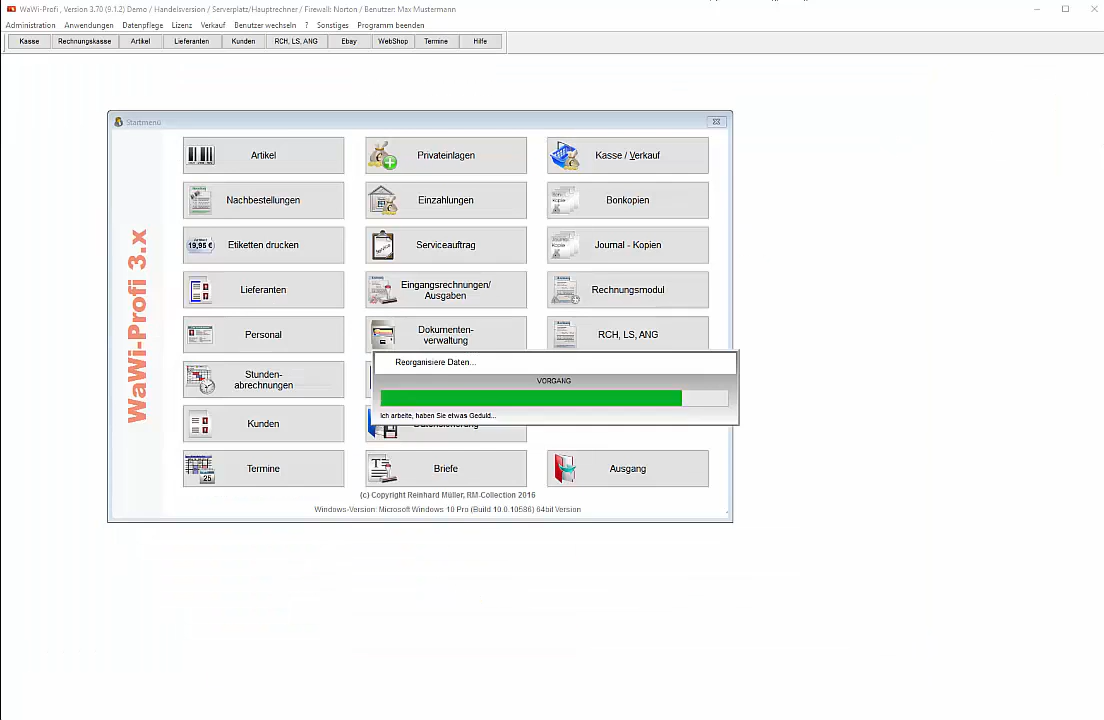 WaWi-Profi , Version 3.70 (9.1.2) Demo / Handelsversion / Serverplatz/Hauptrechner / Firewall: Norton / Benutzer: Max Mustermann
Administration Anwendungen Datenpflege Lizenz Verkauf Benutzer wechseln ? Sonstiges Programm beenden
Kasse Rechnungskasse Artikel Lieferanten Kunden RCH, LS, ANG Ebay WebShop Termine Hilfe
Startmenü
WaWi-Profi 3.x
Artikel Privateinlagen Kasse / Verkauf
Nachbestellungen Einzahlungen Bonkopien
19,95 €
Etiketten drucken Serviceauftrag Journal - Kopien
Lieferanten Eingangsrechnungen/
Ausgaben Rechnungsmodul
Personal Dokumenten-
verwaltung RCH, LS, ANG
Reorganisiere Daten...
VORGANG
Ich arbeite, haben Sie etwas Geduld...
Stunden-
abrechnungen
Kunden Datensicherung
Termine Briefe Ausgang
25
(c) Copyright Reinhard Müller, RM-Collection 2016
Windows-Version: Microsoft Windows 10 Pro (Build 10.0.10586) 64bit Version